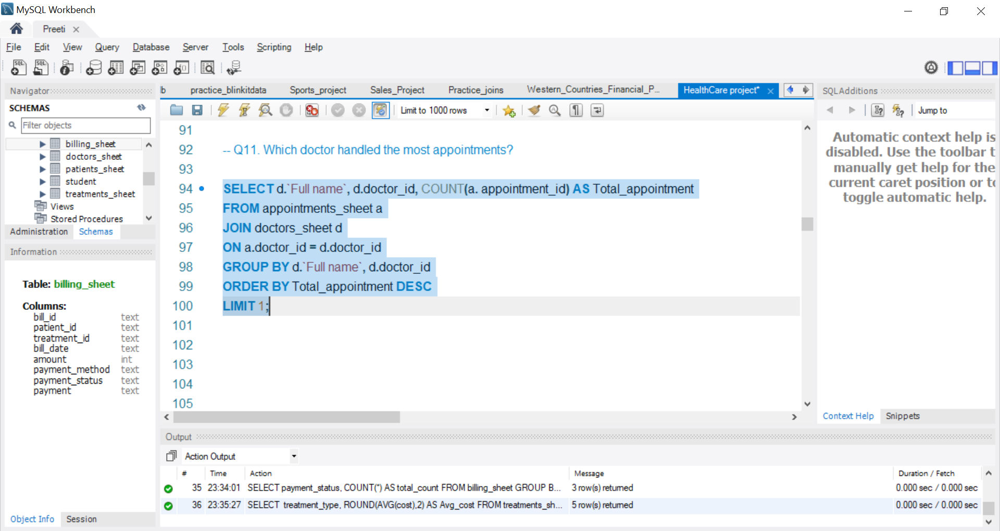 MySQL Workbench
Preeti
File Edit View Query Database Server Tools Scripting Help
Navigator
SCHEMAS
Filter objects
billing_sheet
doctors_sheet
patients_sheet
student
treatments_sheet
Views
Stored Procedures
Administration Schemas
Information
Table: billing_sheet
Columns:
bill_id text
patient_id text
treatment_id text
bill_date text
amount int
payment_method text
payment_status text
payment text
Object Info Session
lb practice_blinkitdata Sports_project Sales_Project Practice_joins Western_Countries_Financial_P... HealthCare project*
Limit to 1000 rows
91
92 -- Q11. Which doctor handled the most appointments?
93
94 SELECT d.`Full name`, d.doctor_id, COUNT(a. appointment_id) AS Total_appointment
95 FROM appointments_sheet a
96 JOIN doctors_sheet d
97 ON a.doctor_id = d.doctor_id
98 GROUP BY d.`Full name`, d.doctor_id
99 ORDER BY Total_appointment DESC
100 LIMIT 1;
101
102
103
104
105
SQLAdditions
Jump to
Automatic context help is
disabled. Use the toolbar t
manually get help for the
current caret position or to
toggle automatic help.
Context Help Snippets
Output
Action Output
# Time Action Message Duration / Fetch
35 23:34:01 SELECT payment_status, COUNT(*) AS total_count FROM billing_sheet GROUP B... 3 row(s) returned 0.000 sec / 0.000 sec
36 23:35:27 SELECT treatment_type, ROUND(AVG(cost),2) AS Avg_cost FROM treatments_sh... 5 row(s) returned 0.000 sec / 0.000 sec